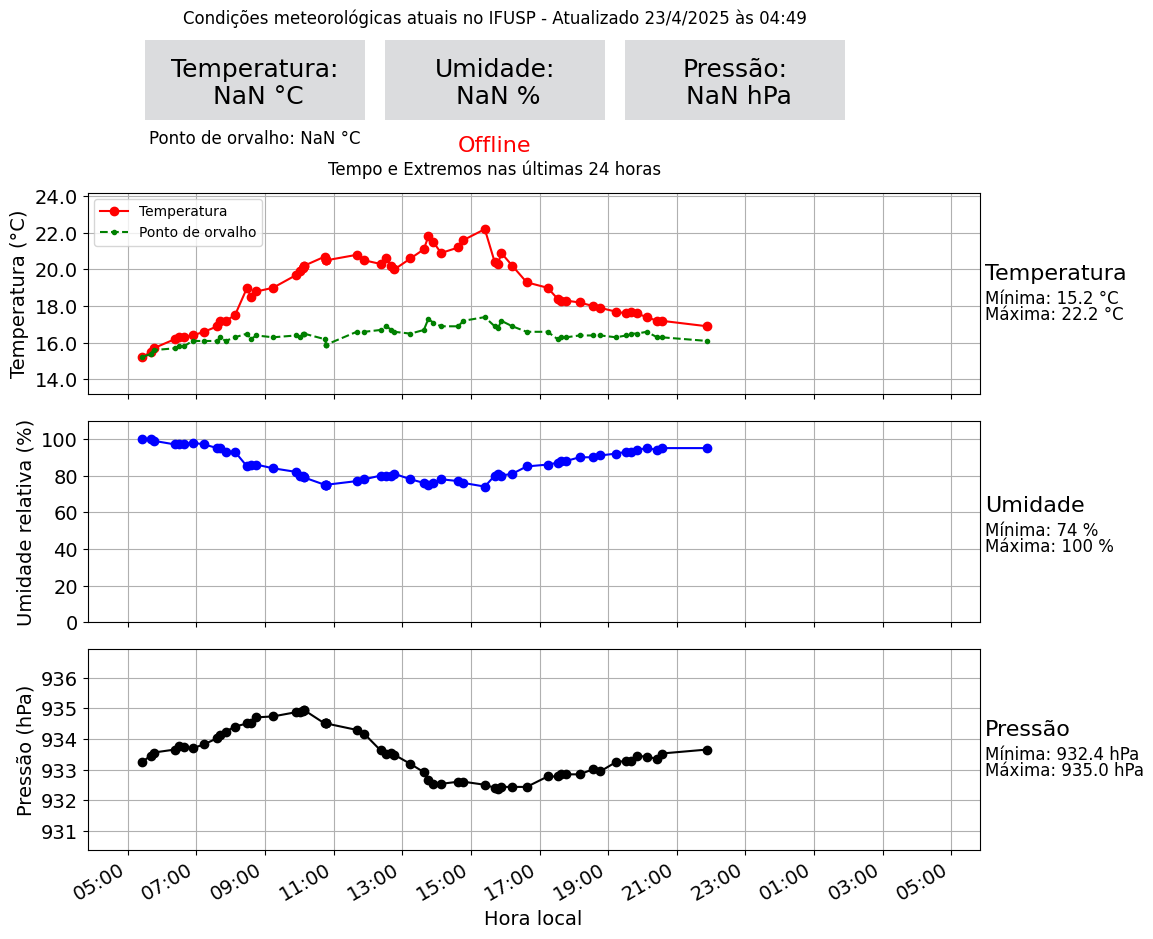 Condições meteorológicas atuais no IFUSP - Atualizado 23/4/2025 às 04:49
Temperatura:
NaN °C
Umidade:
NaN %
Pressão:
NaN hPa
Ponto de orvalho: NaN °C
Offline
Tempo e Extremos nas últimas 24 horas
Temperatura (°C)
24.0
22.0
20.0
18.0
16.0
14.0
Temperatura
Ponto de orvalho
Temperatura
Mínima: 15.2 °C
Máxima: 22.2 °C
Umidade relativa (%)
100
80
60
40
20
0
Umidade
Mínima: 74 %
Máxima: 100 %
Pressão (hPa)
936
935
934
933
932
931
Pressão
Mínima: 932.4 hPa
Máxima: 935.0 hPa
05:00
07:00
09:00
11:00
13:00
15:00
17:00
19:00
21:00
23:00
01:00
03:00
05:00
Hora local